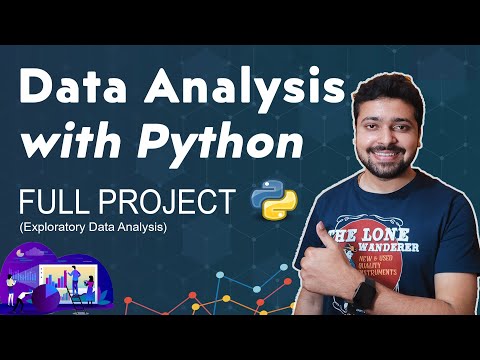 Data Analysis
with Python
FULL PROJECT
(Exploratory Data Analysis)
THE LONE
WANDERER
NEW & USED
QUALITY
INSTRUMENTS